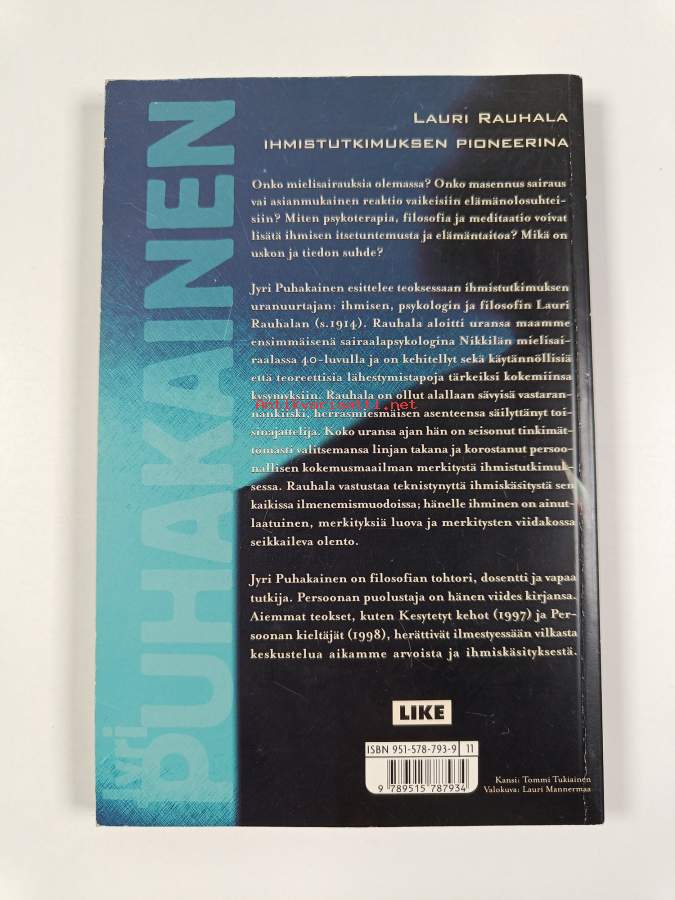 Jyri
PUHAKAINEN
LAURI RAUHALA
IHMISTUTKIMUKSEN PIONEERINA
Onko mielisairauksia olemassa? Onko masennus sairaus
vai asianmukainen reaktio vaikeisiin elämänolosuhtei-
siin? Miten psykoterapia, filosofia ja meditaatio voivat
lisätä ihmisen itsetuntemusta ja elämäntaitoa? Mikä on
uskon ja tiedon suhde?
Jyri Puhakainen esittelee teoksessaan ihmistutkimuksen
uranuurtajan: ihmisen, psykologin ja filosofin Lauri
Rauhalan (s.1914). Rauhala aloitti uransa maamme
ensimmäisenä sairaalapsykologina Nikkilän mielisai-
raalassa 40-luvulla ja on kehitellyt sekä käytännöllisiä
että teoreettisia lähestymistapoja tärkeiksi kokemiinsa
kysymyksiin. Rauhala on ollut alallaan sävyisä vastaran-
Antikvariaatti.net
nankiiski, herrasmiesmäisen asenteensa säilyttänyt toi-
sinajattelija. Koko uransa ajan hän on seisonut tinkimät-
tömästi valitsemansa linjan takana ja korostanut persoo-
nallisen kokemusmaailman merkitystä ihmistutkimuk-
sessa. Rauhala vastustaa teknistynyttä ihmiskäsitystä sen
kaikissa ilmenemismuodoissa; hänelle ihminen on ainut-
laatuinen, merkityksiä luova ja merkitysten viidakossa
seikkaileva olento.
Jyri Puhakainen on filosofian tohtori, dosentti ja vapaa
tutkija. Persoonan puolustaja on hänen viides kirjansa.
Aiemmat teokset, kuten Kesytetyt kehot (1997) ja Per-
soonan kieltäjät (1998), herättivät ilmestyessään vilkasta
keskustelua aikamme arvoista ja ihmiskäsityksestä.
LIKE
ISBN 951-578-793-9 11
9 789515 787934
Kansi: Tommi Tukiainen
Valokuva: Lauri Mannermaa